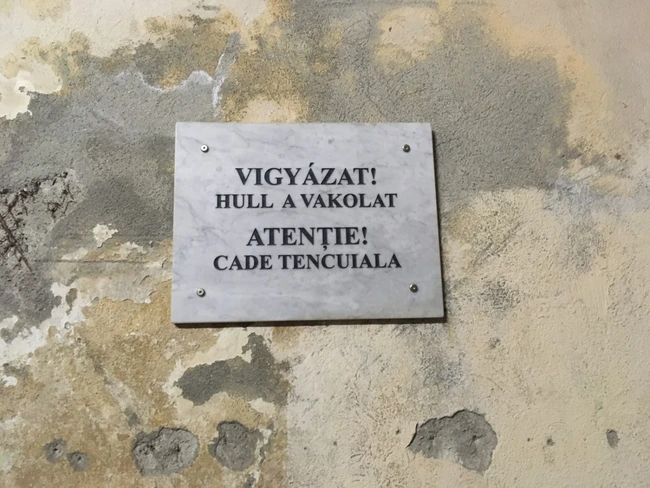 VIGYÁZAT!
HULL A VAKOLAT
ATENȚIE!
CADE TENCUIALA